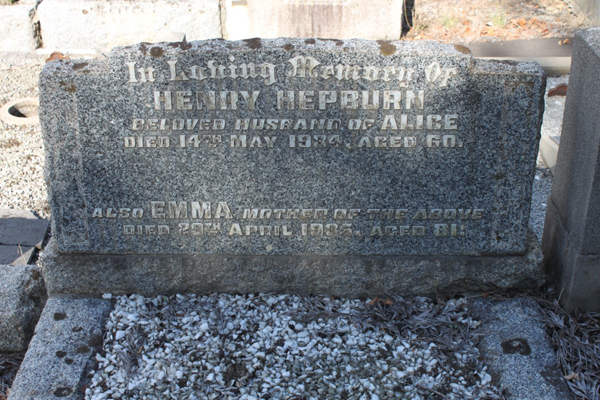 In Loving Memory Of
HENRY HEPBURN
BELOVED HUSBAND OF ALICE
DIED 14TH MAY 1934, AGED 60.
ALSO EMMA, MOTHER OF THE ABOVE
DIED 29TH APRIL 1935, AGED 81.